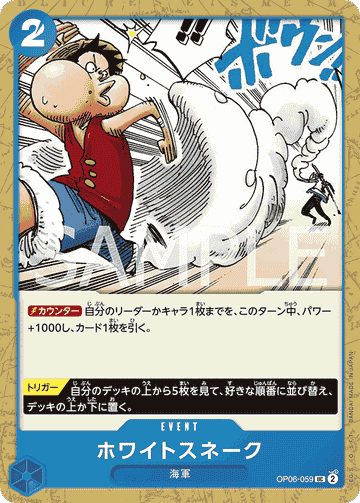 2
ボウン
SAMPLE
カウンター 自分のリーダーかキャラ1枚までを、このターン中、パワー
+1000し、カード1枚を引く。
トリガー 自分のデッキの上から5枚を見て、好きな順番に並び替え、
デッキの上か下に置く。
EVENT
ホワイトスネーク
海軍
OP06-059 UC 2